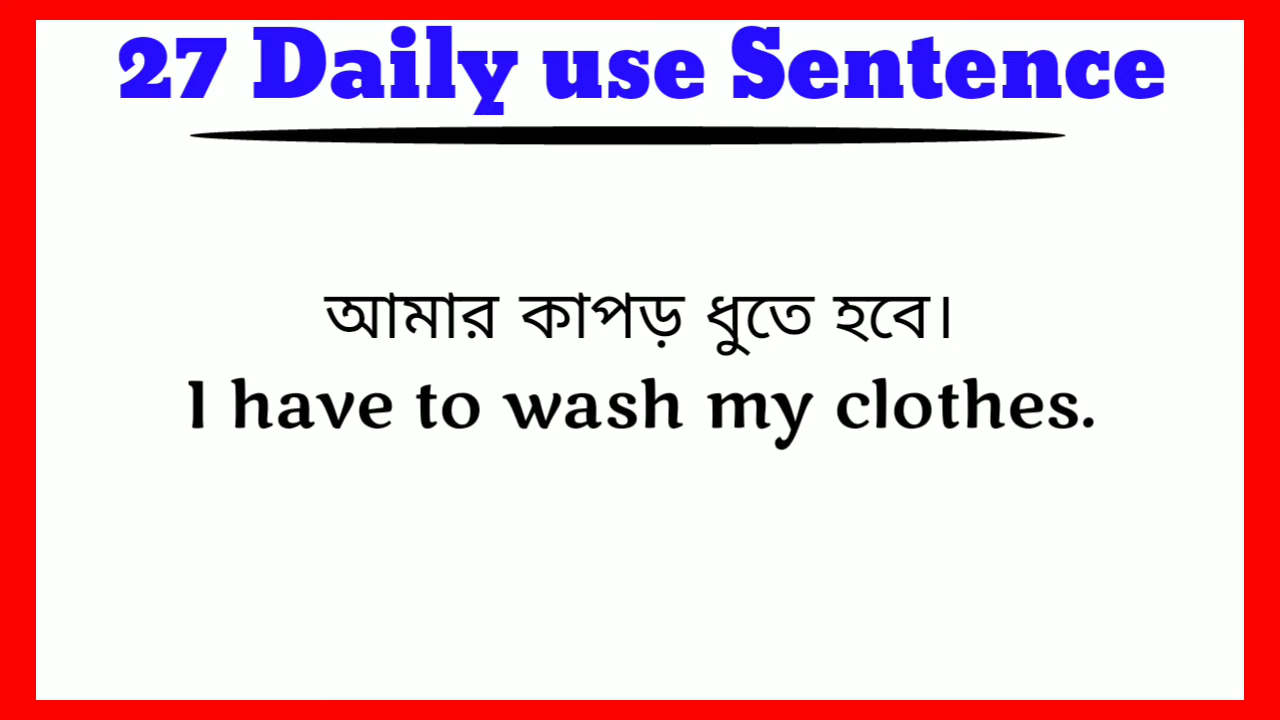 27 Daily use Sentence
আমার কাপড় ধুতে হবে।
I have to wash my clothes.